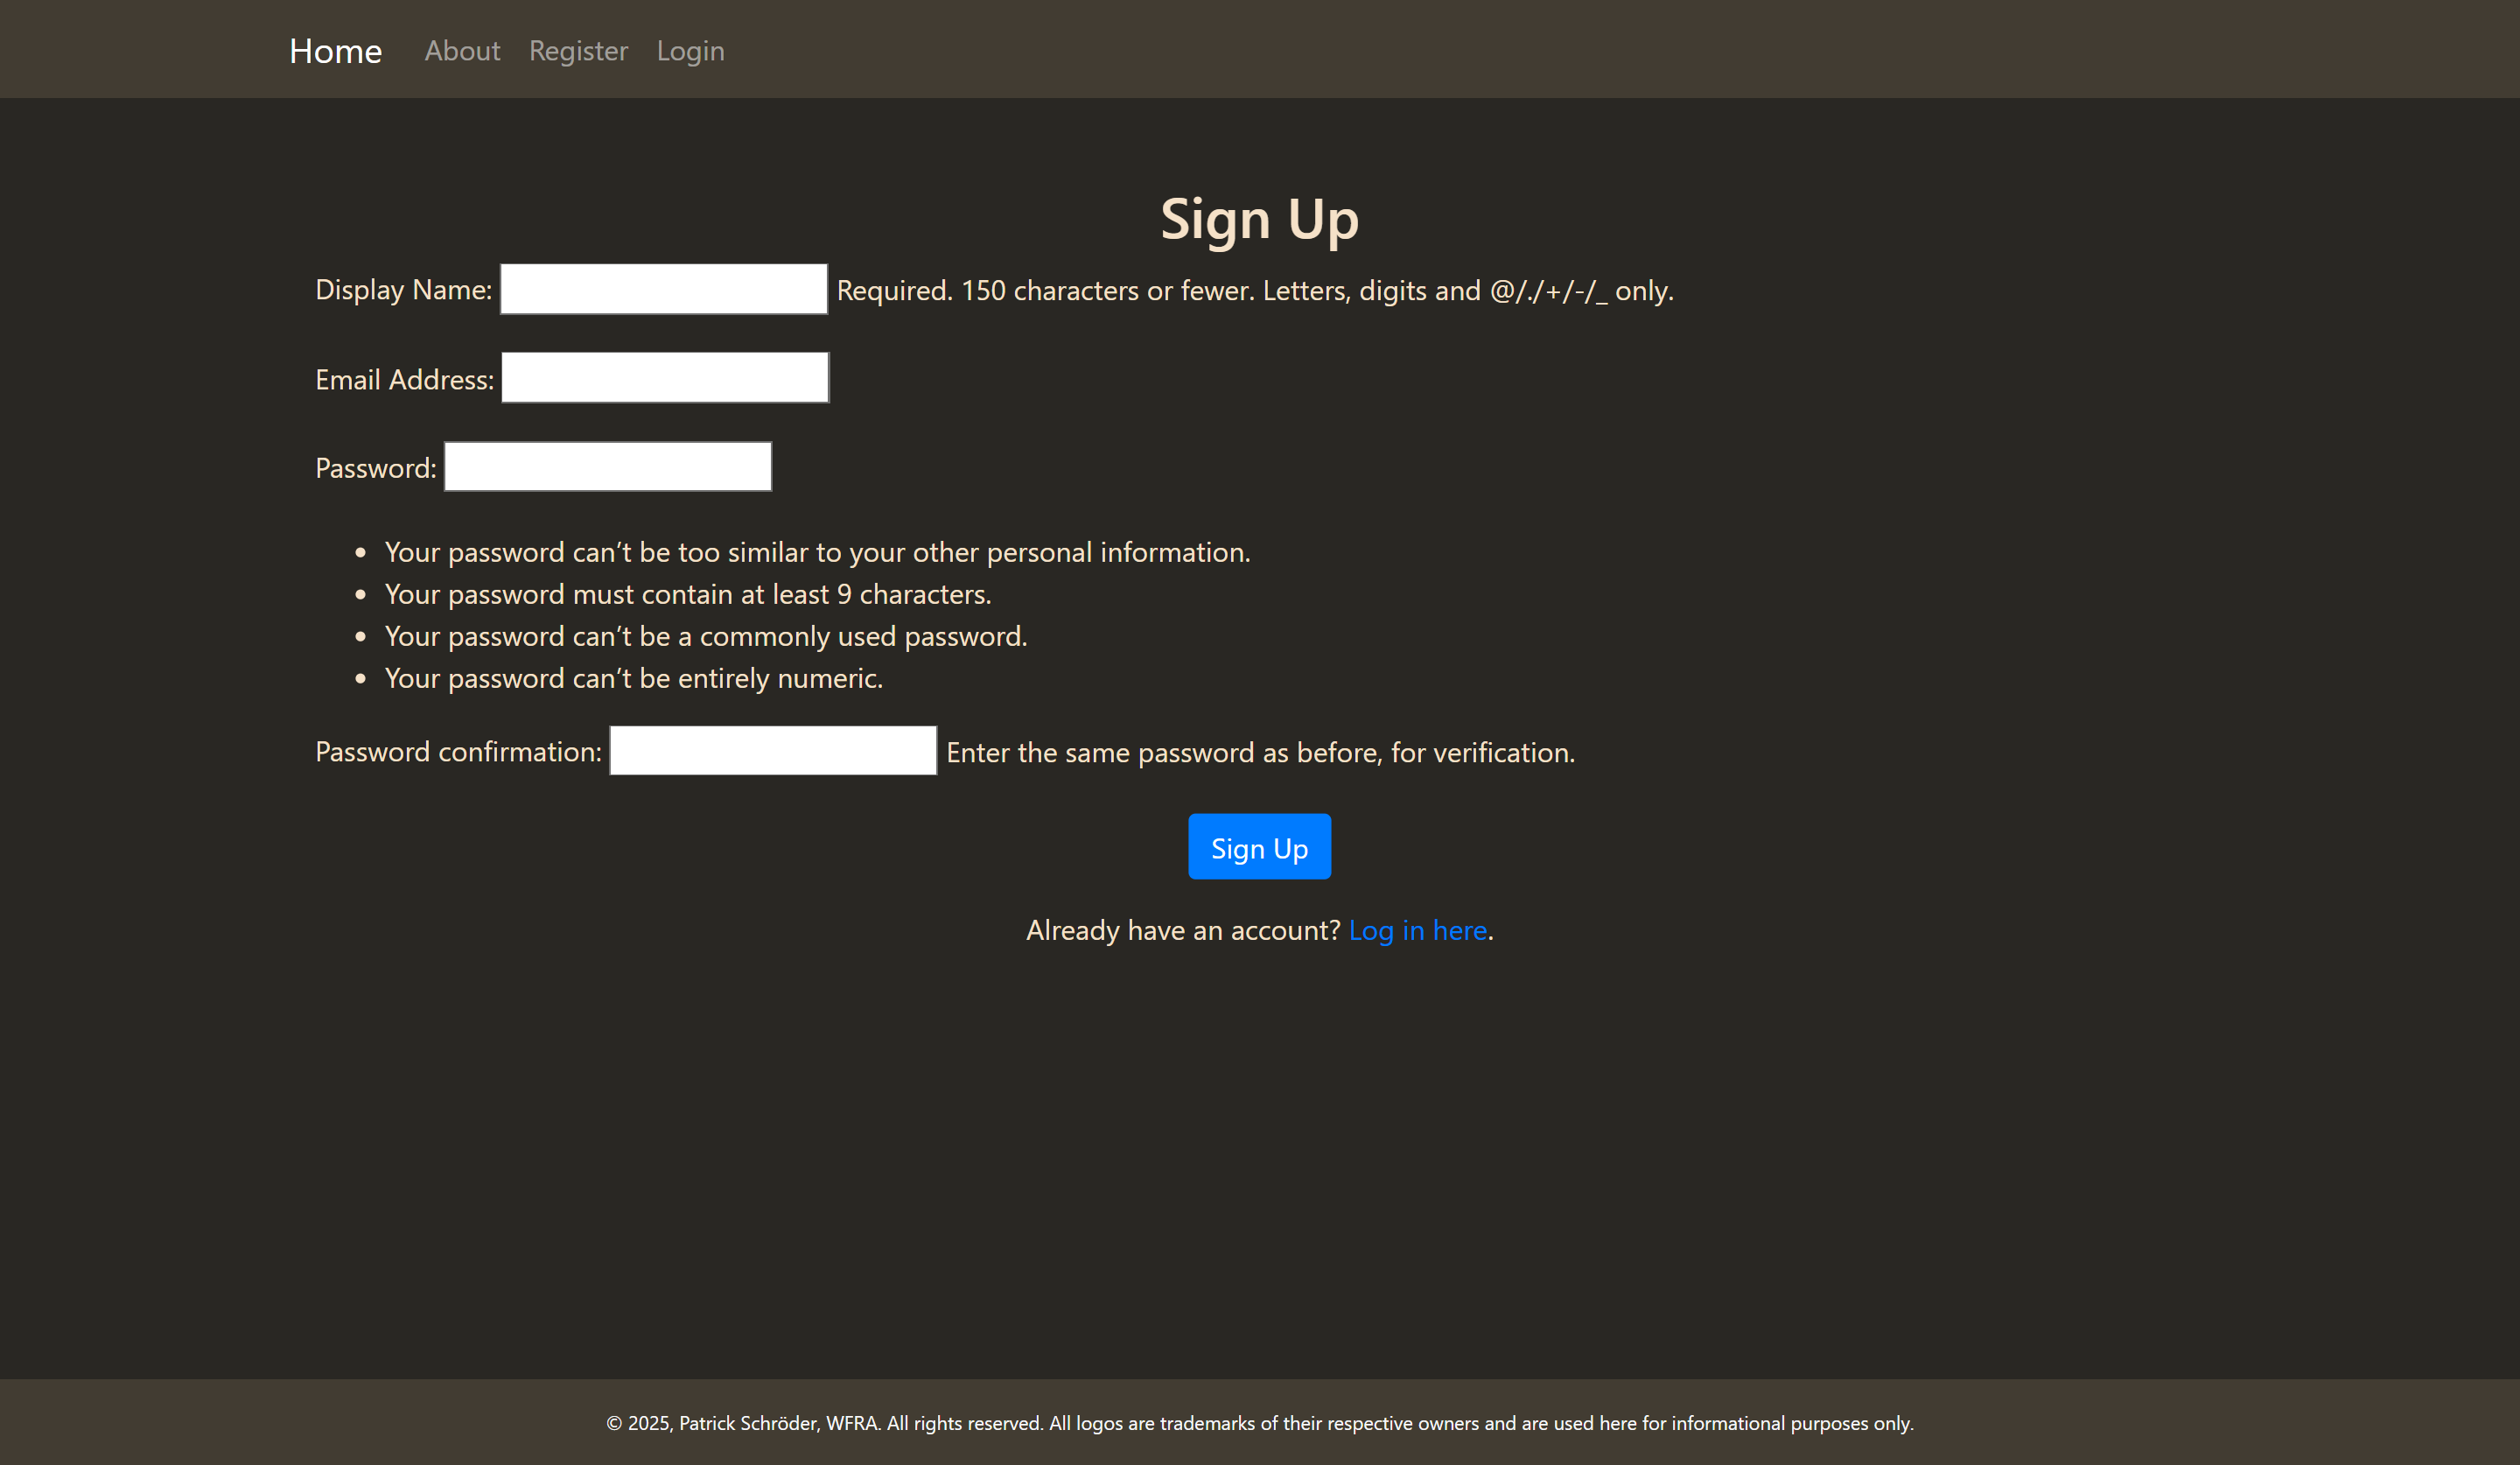 Home About Register Login
Sign Up
Display Name: Required. 150 characters or fewer. Letters, digits and @/./+/-/_ only.
Email Address:
Password:
• Your password can’t be too similar to your other personal information.
• Your password must contain at least 9 characters.
• Your password can’t be a commonly used password.
• Your password can’t be entirely numeric.
Password confirmation: Enter the same password as before, for verification.
Sign Up
Already have an account? Log in here.
© 2025, Patrick Schröder, WFRA. All rights reserved. All logos are trademarks of their respective owners and are used here for informational purposes only.